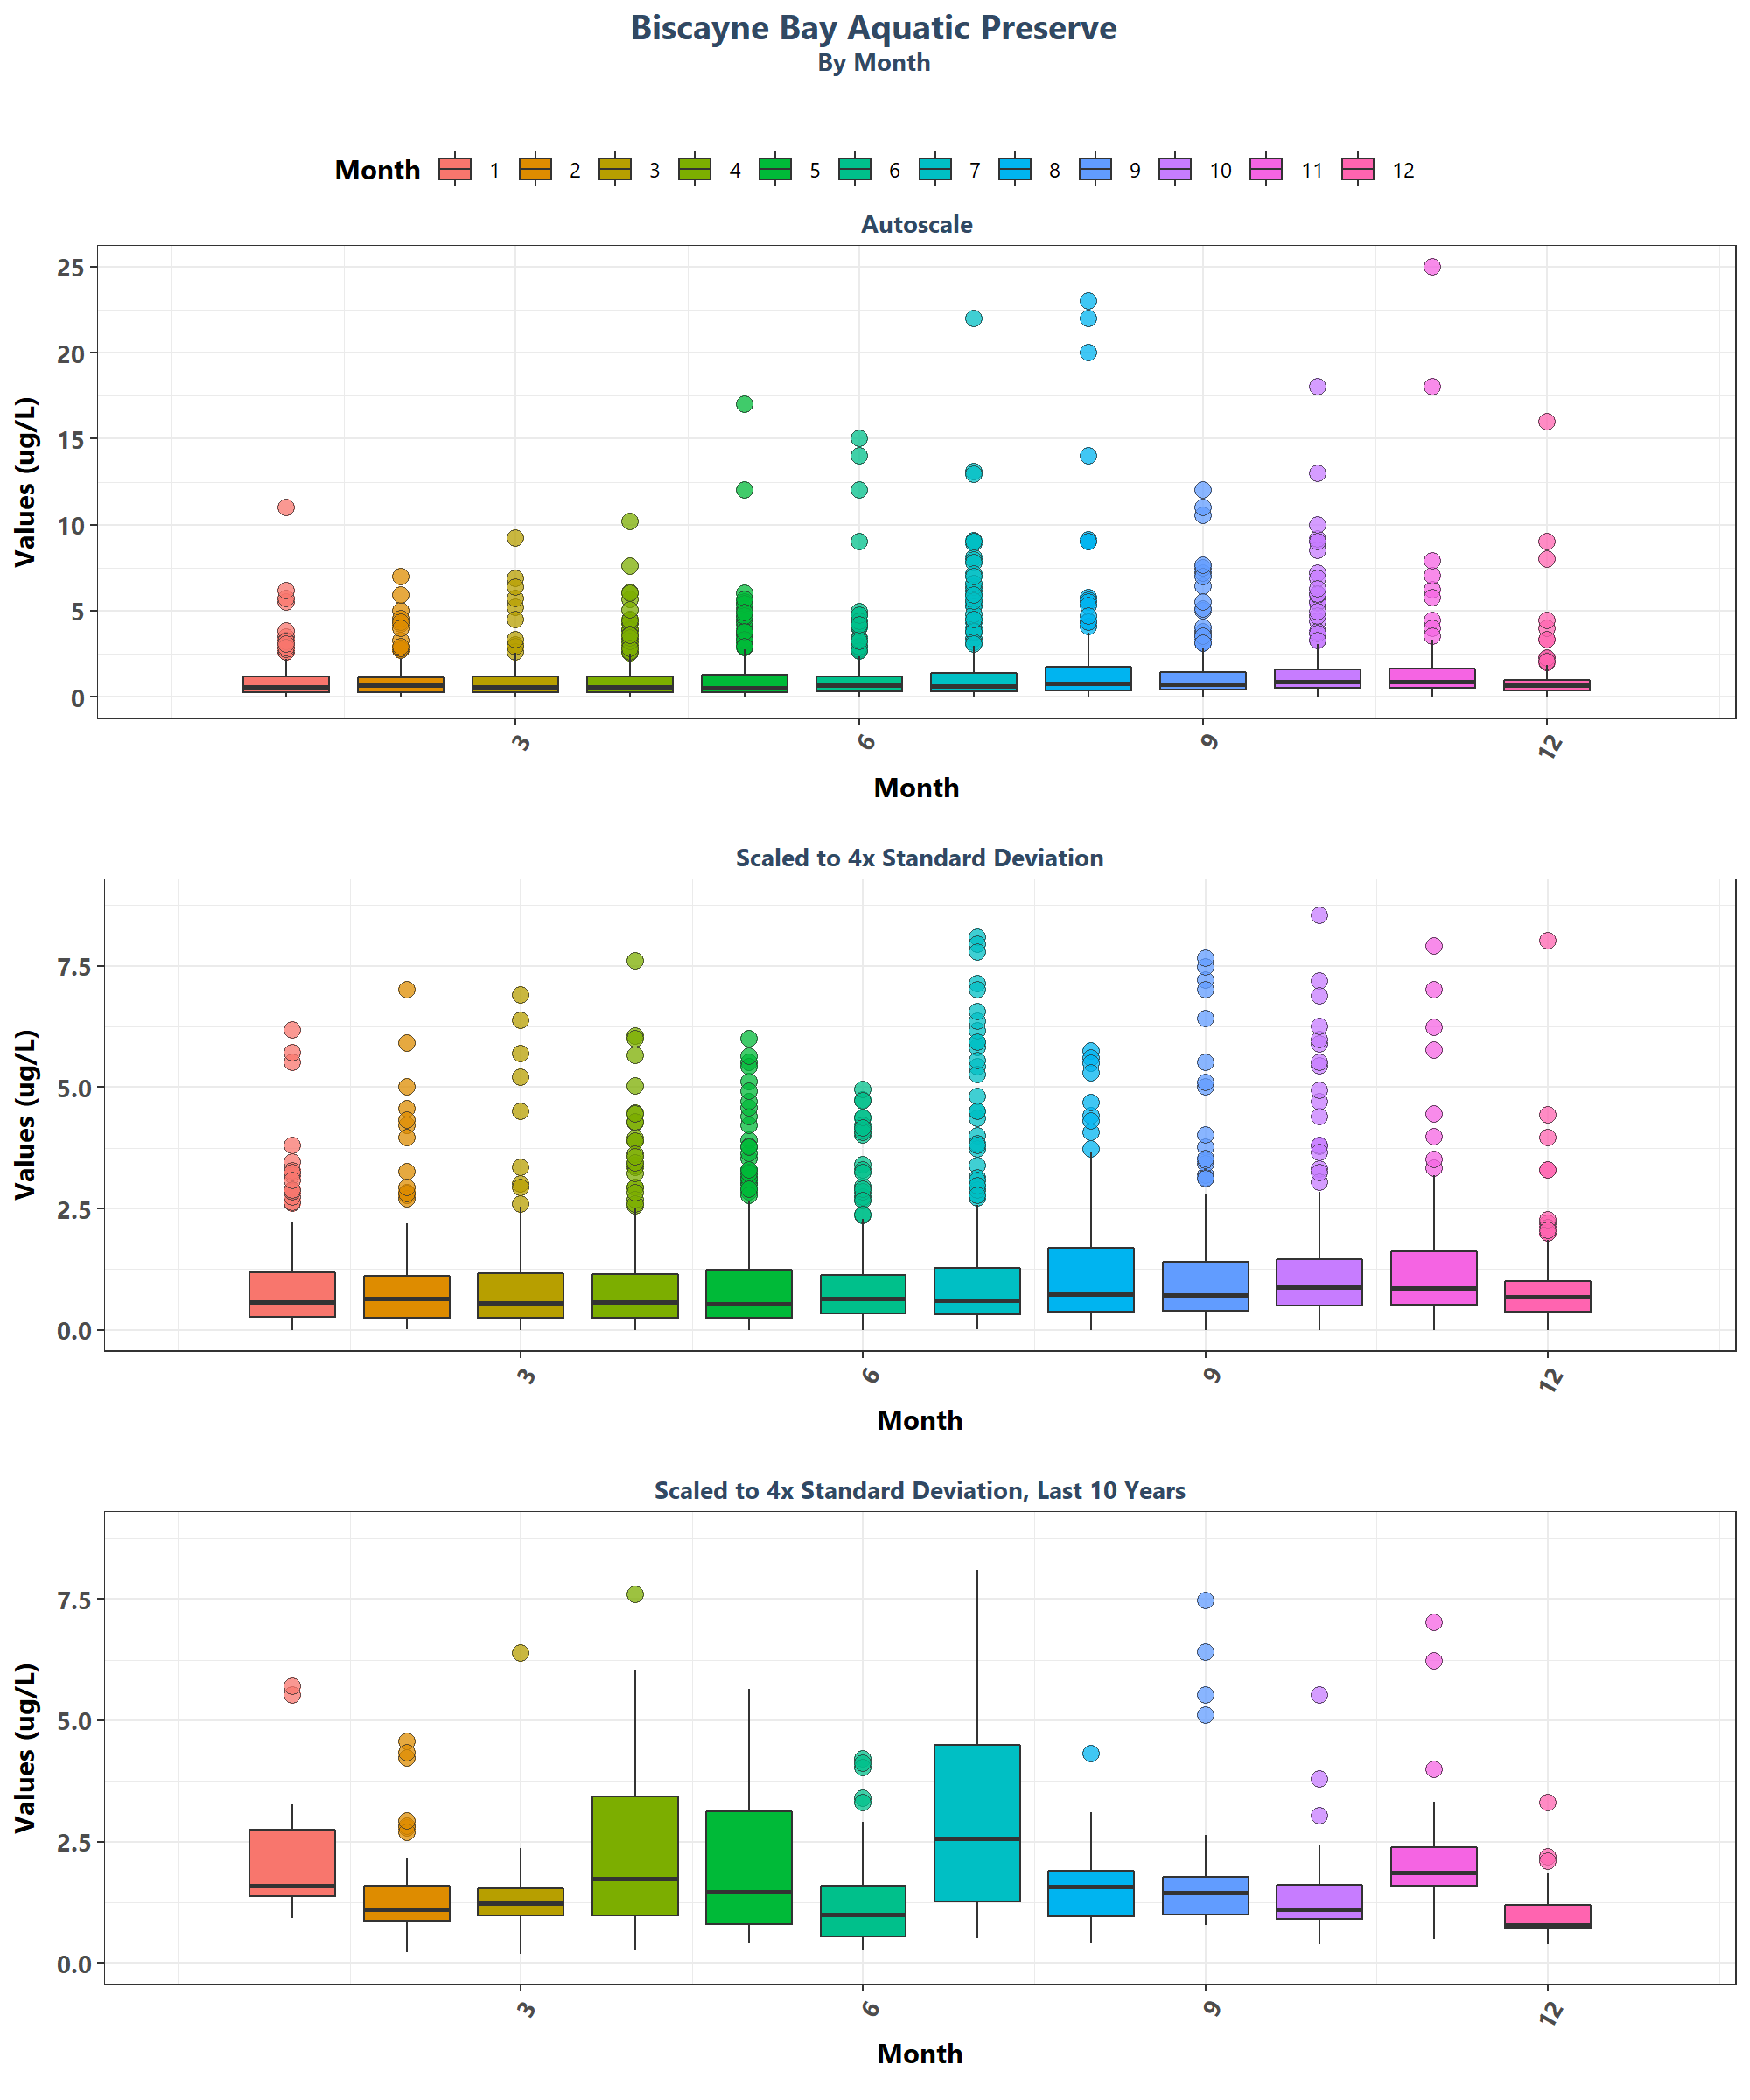 Biscayne Bay Aquatic Preserve
By Month
Month 1 2 3 4 5 6 7 8 9 10 11 12
Autoscale
Values (ug/L)
25
20
15
10
5
0
3 6 9 12
Month
Scaled to 4x Standard Deviation
Values (ug/L)
7.5
5.0
2.5
0.0
3 6 9 12
Month
Scaled to 4x Standard Deviation, Last 10 Years
Values (ug/L)
7.5
5.0
2.5
0.0
3 6 9 12
Month